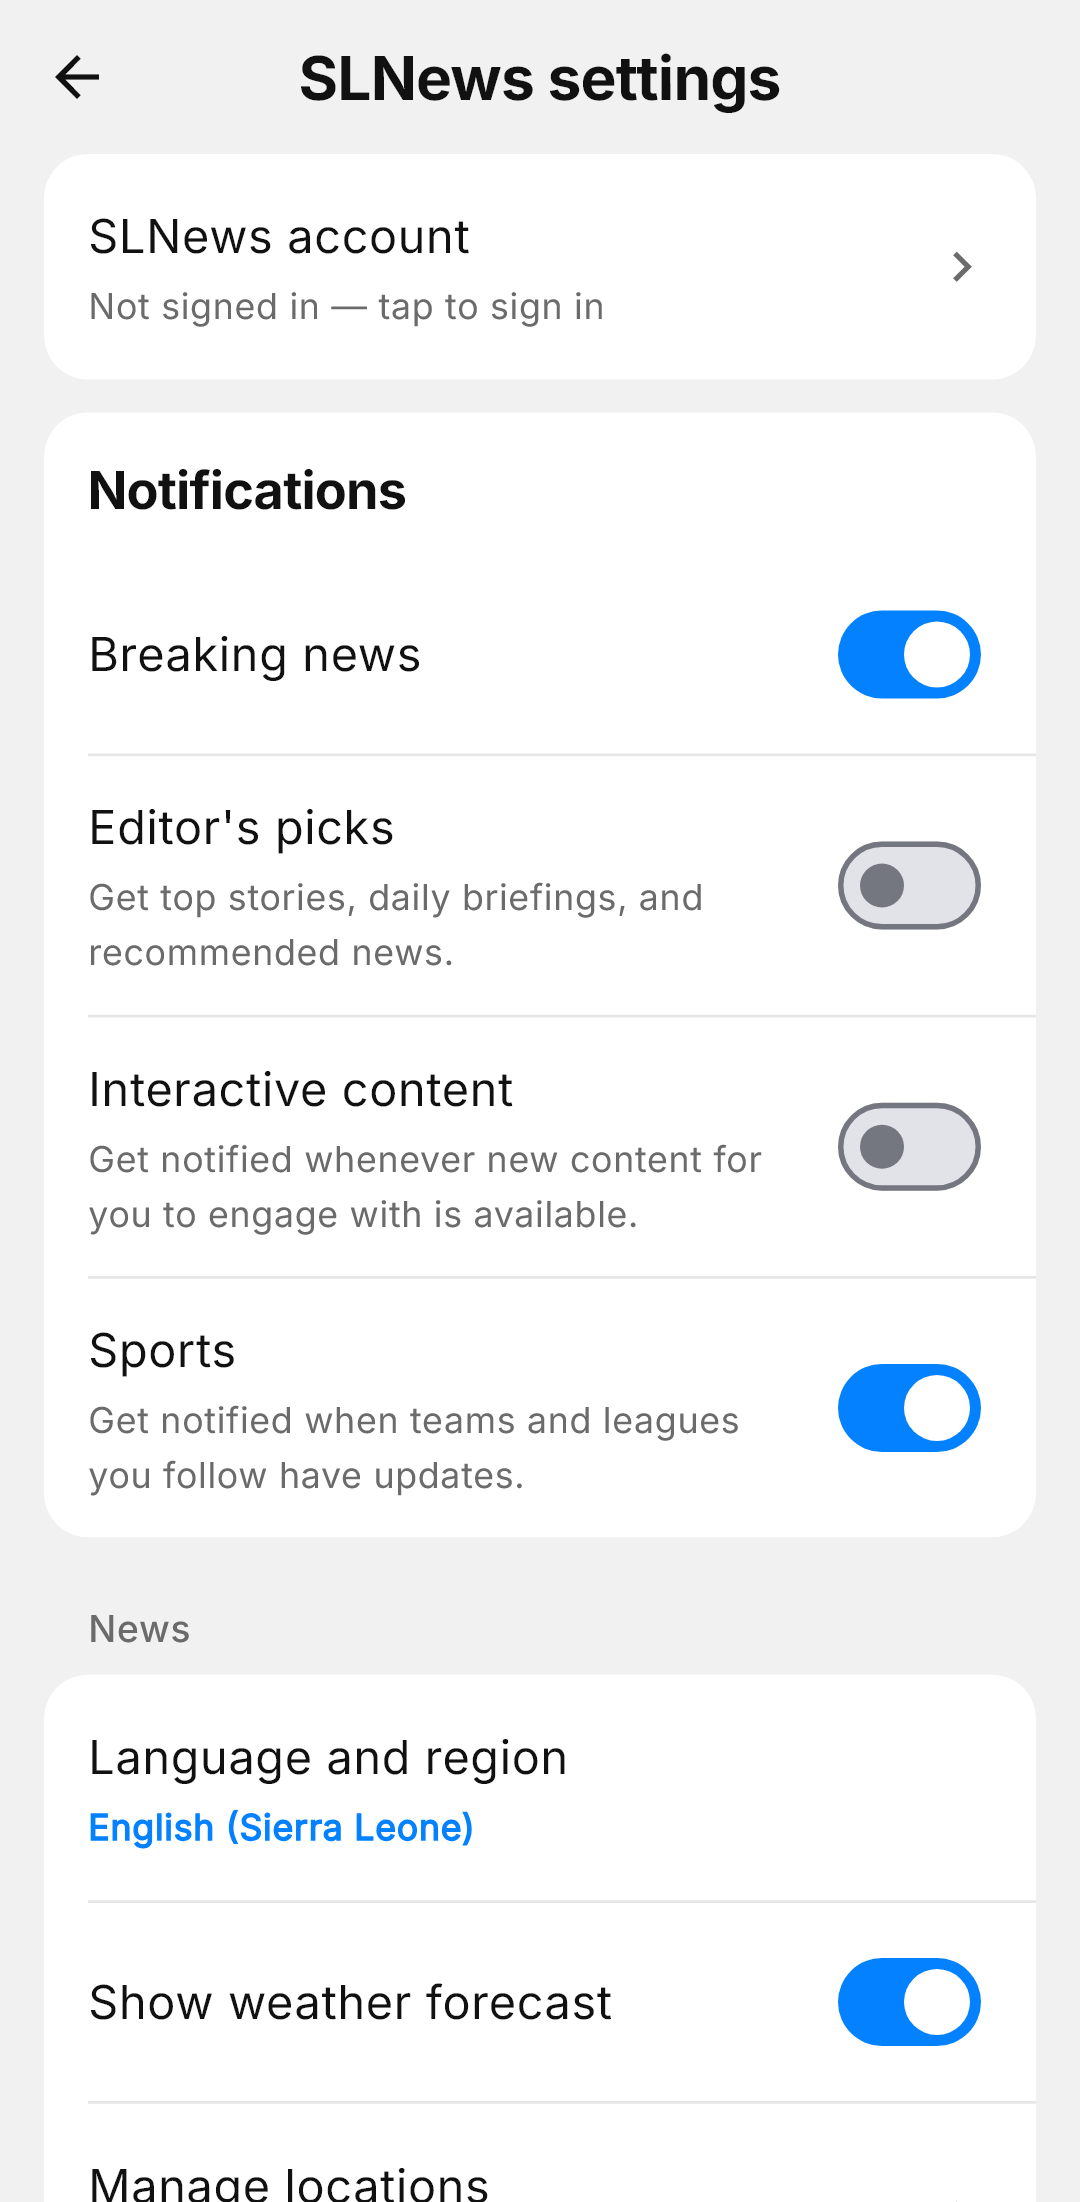 SLNews settings
SLNews account
Not signed in — tap to sign in
Notifications
Breaking news
Editor's picks
Get top stories, daily briefings, and
recommended news.
Interactive content
Get notified whenever new content for
you to engage with is available.
Sports
Get notified when teams and leagues
you follow have updates.
News
Language and region
English (Sierra Leone)
Show weather forecast
Manage locations